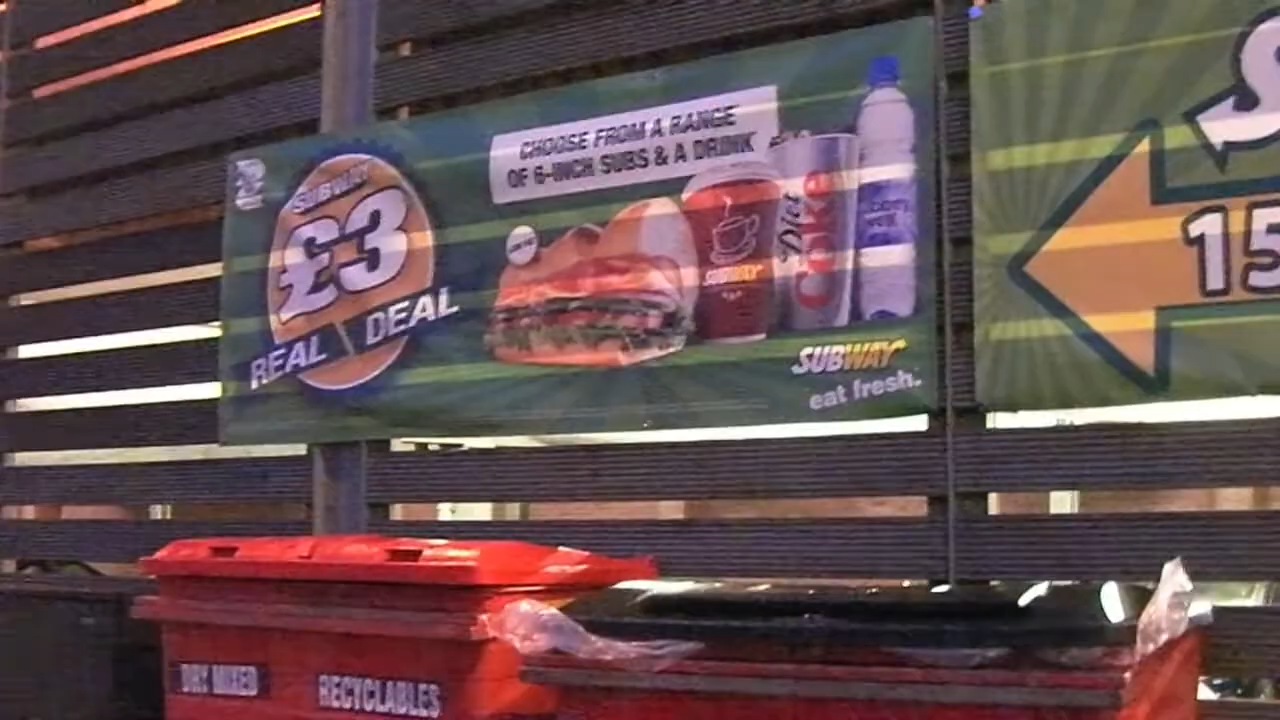 SUBWAY
£3
REAL DEAL
CHOOSE FROM A RANGE
OF 6-INCH SUBS & A DRINK
SUBWAY
Diet
Coke
SUBWAY
eat fresh.
15
DRY MIXED
RECYCLABLES